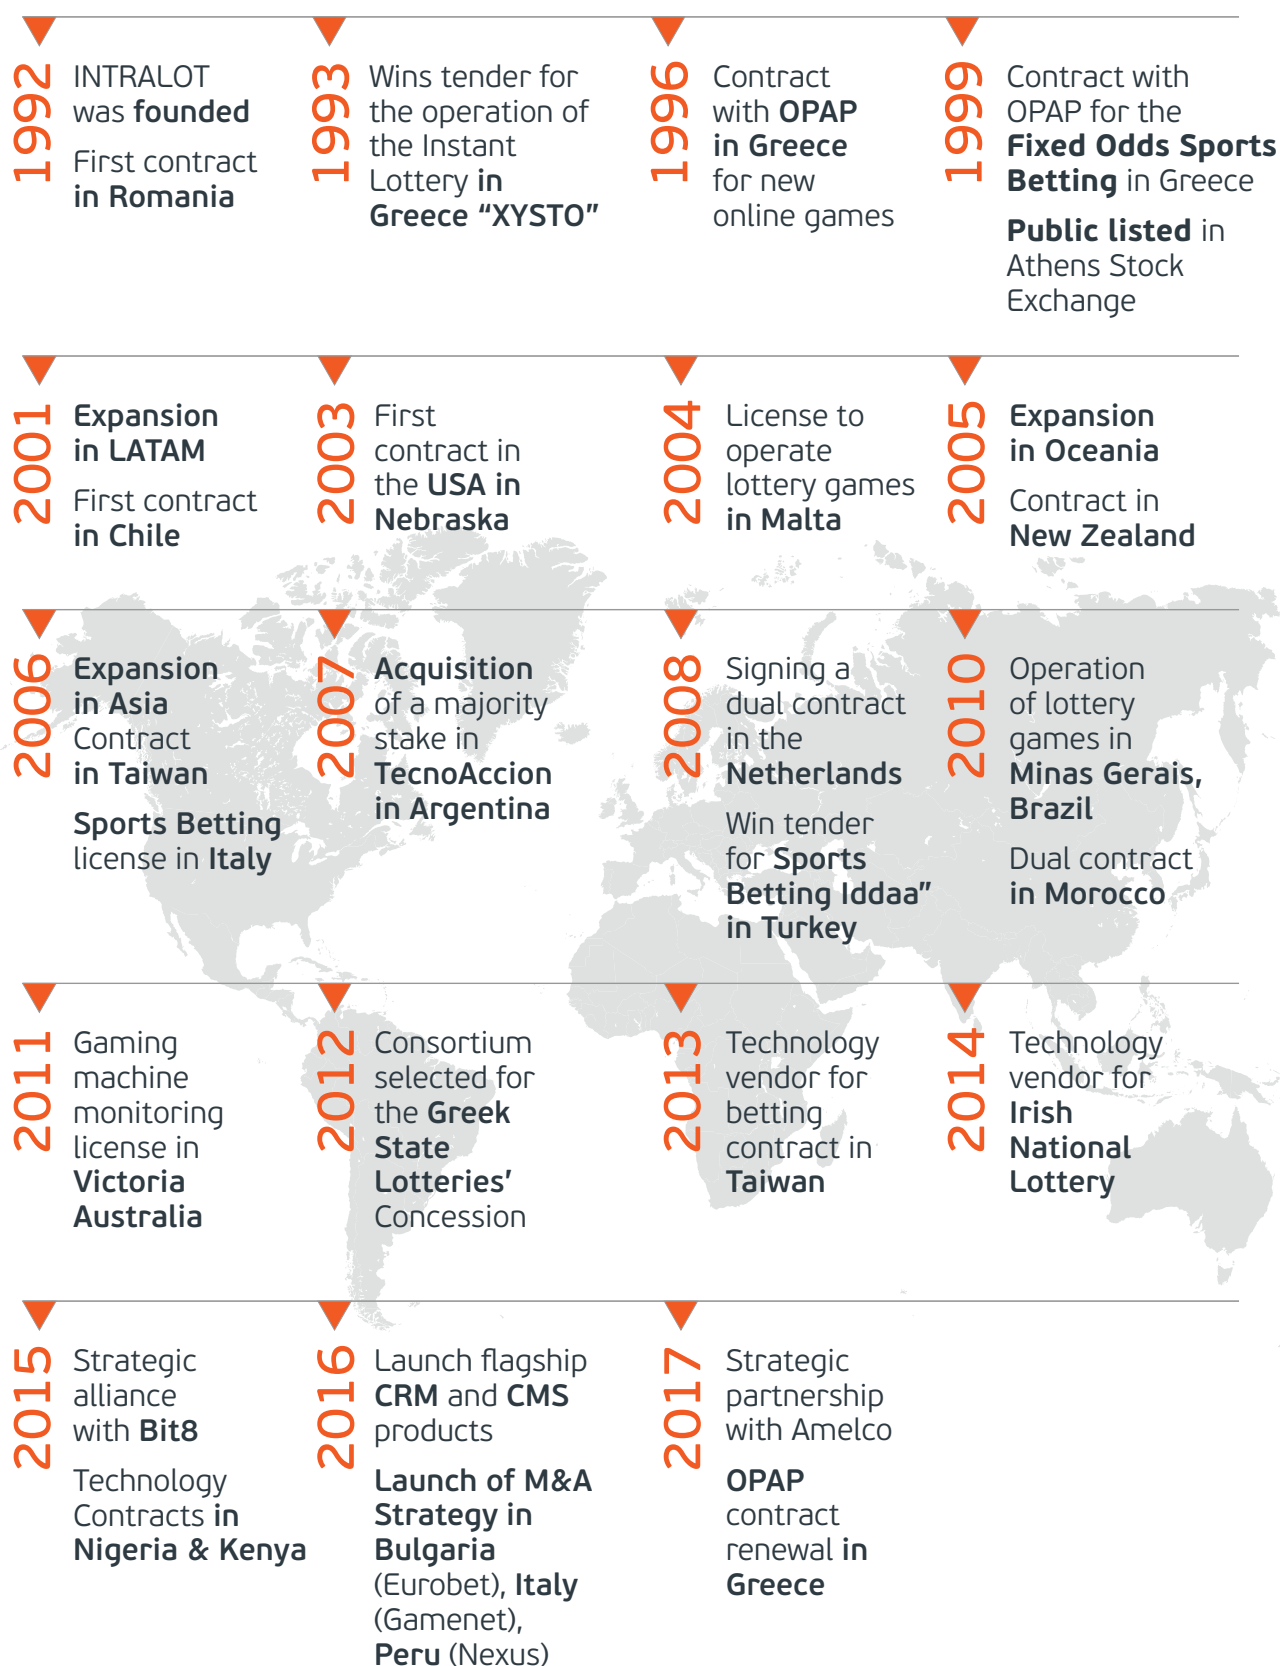 1992
INTRALOT
was founded
First contract
in Romania
1993
Wins tender for
the operation of
the Instant
Lottery in
Greece “XYSTO”
1996
Contract
with OPAP
in Greece
for new
online games
1999
Contract with
OPAP for the
Fixed Odds Sports
Betting in Greece
Public listed in
Athens Stock
Exchange
2001
Expansion
in LATAM
First contract
in Chile
2003
First
contract in
the USA in
Nebraska
2004
License to
operate
lottery games
in Malta
2005
Expansion
in Oceania
Contract in
New Zealand
2006
Expansion
in Asia
Contract
in Taiwan
Sports Betting
license in Italy
2007
Acquisition
of a majority
stake in
TecnoAccion
in Argentina
2008
Signing a
dual contract
in the
Netherlands
Win tender
for Sports
Betting Iddaa”
in Turkey
2010
Operation
of lottery
games in
Minas Gerais,
Brazil
Dual contract
in Morocco
2011
Gaming
machine
monitoring
license in
Victoria
Australia
2012
Consortium
selected for
the Greek
State
Lotteries’
Concession
2013
Technology
vendor for
betting
contract in
Taiwan
2014
Technology
vendor for
Irish
National
Lottery
2015
Strategic
alliance
with Bit8
Technology
Contracts in
Nigeria & Kenya
2016
Launch flagship
CRM and CMS
products
Launch of M&A
Strategy in
Bulgaria
(Eurobet), Italy
(Gamenet),
Peru (Nexus)
2017
Strategic
partnership
with Amelco
OPAP
contract
renewal in
Greece